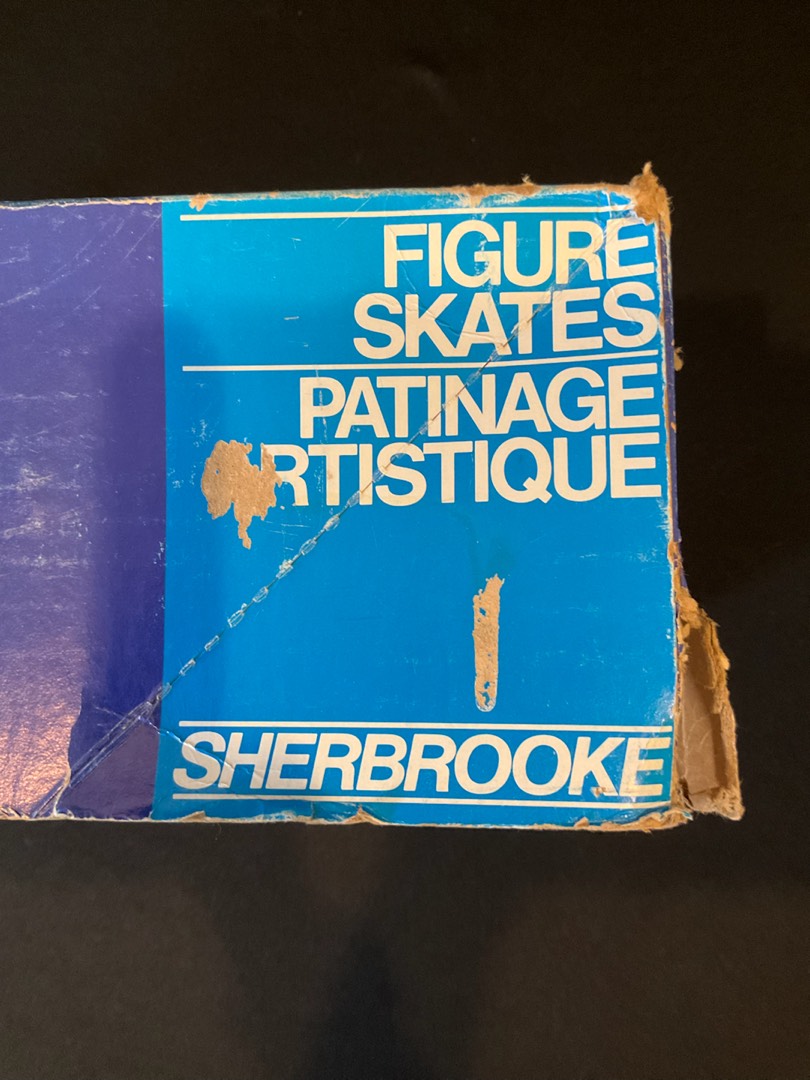 FIGURE
SKATES
PATINAGE
RTISTIQUE
SHERBROOKE